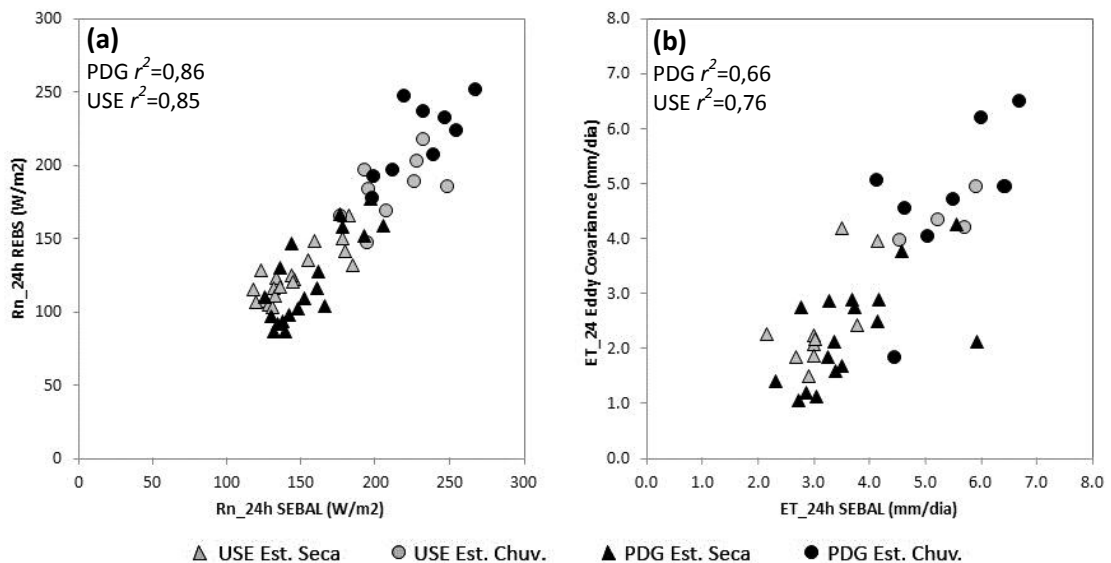 (a)
PDG r²=0,86
USE r²=0,85
300
250
200
150
100
50
0
Rn_24h REBS (W/m2)
0 50 100 150 200 250 300
Rn_24h SEBAL (W/m2)
(b)
PDG r²=0,66
USE r²=0,76
8.0
7.0
6.0
5.0
4.0
3.0
2.0
1.0
0.0
ET_24 Eddy Covariance (mm/dia)
0.0 1.0 2.0 3.0 4.0 5.0 6.0 7.0 8.0
ET_24h SEBAL (mm/dia)
USE Est. Seca USE Est. Chuv. PDG Est. Seca PDG Est. Chuv.